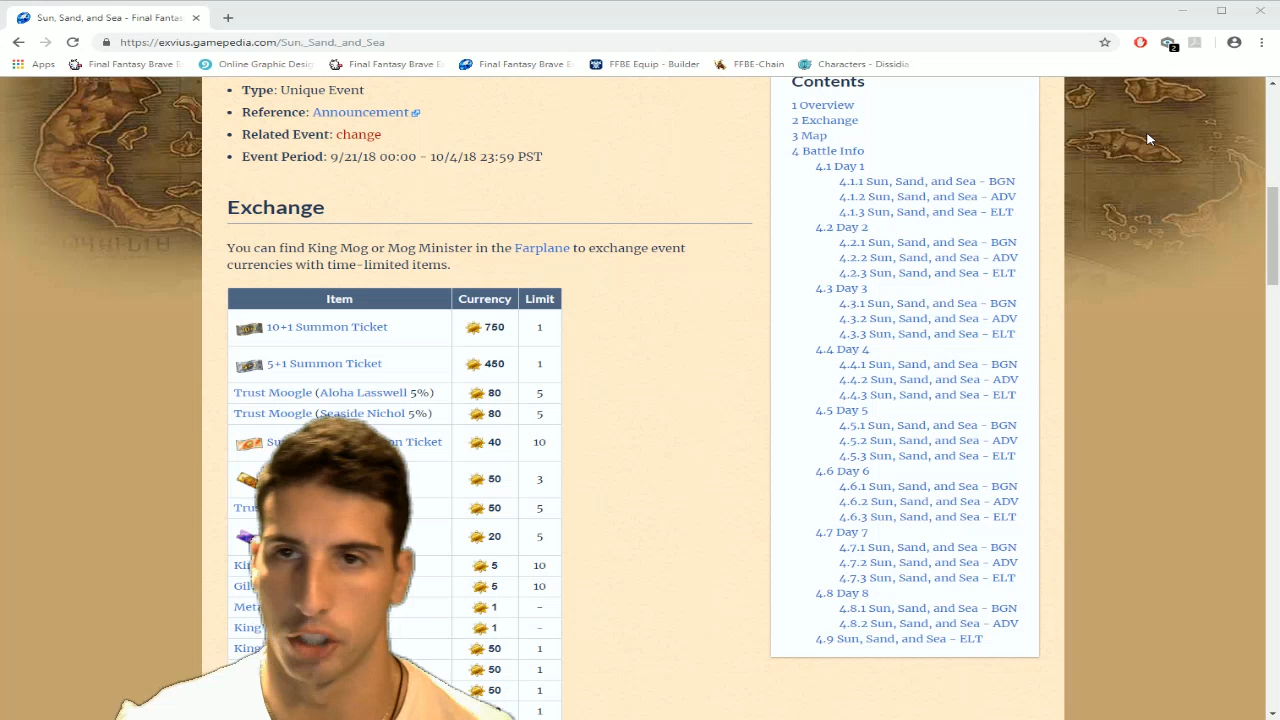 Sun, Sand, and Sea - Final Fantas
https://exvius.gamepedia.com/Sun,_Sand,_and_Sea
Apps
Final Fantasy Brave E
Online Graphic Desig
Final Fantasy Brave E
Final Fantasy Brave E
FFBE Equip - Builder
FFBE-Chain
Characters - Dissidia
2
Type: Unique Event
Reference: Announcement
Related Event: change
Event Period: 9/21/18 00:00 - 10/4/18 23:59 PST
Exchange
You can find King Mog or Mog Minister in the Farplane to exchange event
currencies with time-limited items.
Item Currency Limit
10+1 Summon Ticket 750 1
5+1 Summon Ticket 450 1
Trust Moogle (Aloha Lasswell 5%) 80 5
Trust Moogle (Seaside Nichol 5%) 80 5
Su on Ticket 40 10
50 3
Trus 50 5
20 5
Kin 5 10
Gil 5 10
Meta 1 -
King' 1 -
King 50 1
50 1
50 1
1
Contents
1 Overview
2 Exchange
3 Map
4 Battle Info
4.1 Day 1
4.1.1 Sun, Sand, and Sea - BGN
4.1.2 Sun, Sand, and Sea - ADV
4.1.3 Sun, Sand, and Sea - ELT
4.2 Day 2
4.2.1 Sun, Sand, and Sea - BGN
4.2.2 Sun, Sand, and Sea - ADV
4.2.3 Sun, Sand, and Sea - ELT
4.3 Day 3
4.3.1 Sun, Sand, and Sea - BGN
4.3.2 Sun, Sand, and Sea - ADV
4.3.3 Sun, Sand, and Sea - ELT
4.4 Day 4
4.4.1 Sun, Sand, and Sea - BGN
4.4.2 Sun, Sand, and Sea - ADV
4.4.3 Sun, Sand, and Sea - ELT
4.5 Day 5
4.5.1 Sun, Sand, and Sea - BGN
4.5.2 Sun, Sand, and Sea - ADV
4.5.3 Sun, Sand, and Sea - ELT
4.6 Day 6
4.6.1 Sun, Sand, and Sea - BGN
4.6.2 Sun, Sand, and Sea - ADV
4.6.3 Sun, Sand, and Sea - ELT
4.7 Day 7
4.7.1 Sun, Sand, and Sea - BGN
4.7.2 Sun, Sand, and Sea - ADV
4.7.3 Sun, Sand, and Sea - ELT
4.8 Day 8
4.8.1 Sun, Sand, and Sea - BGN
4.8.2 Sun, Sand, and Sea - ADV
4.9 Sun, Sand, and Sea - ELT